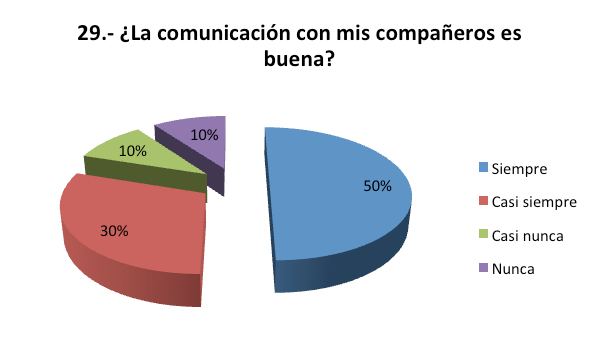 29.- ¿La comunicación con mis compañeros es
buena?
10%
10%
50%
30%
Siempre
Casi siempre
Casi nunca
Nunca